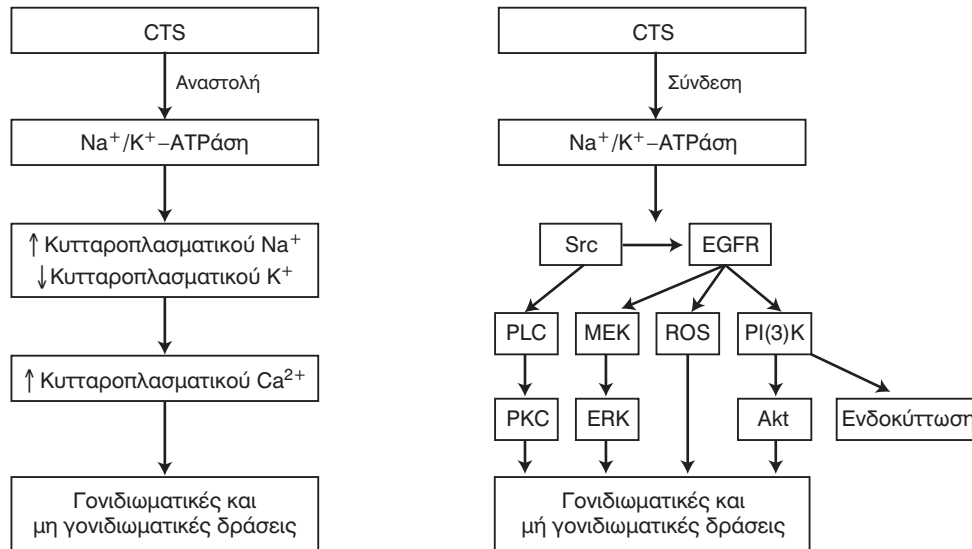 CTS
Αναστολή
Na⁺/K⁺–ATPάση
↑ Κυτταροπλασματικού Na⁺
↓ Κυτταροπλασματικού K⁺
↑ Κυτταροπλασματικού Ca²⁺
Γονιδιωματικές και
μη γονιδιωματικές δράσεις
CTS
Σύνδεση
Na⁺/K⁺–ATPάση
Src
EGFR
PLC
MEK
ROS
PI(3)K
PKC
ERK
Akt
Ενδοκύττωση
Γονιδιωματικές και
μή γονιδιωματικές δράσεις